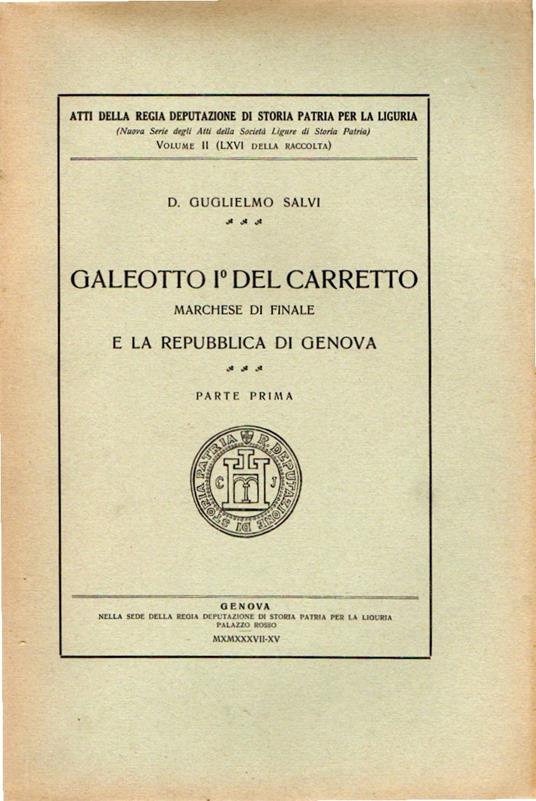 ATTI DELLA REGIA DEPUTAZIONE DI STORIA PATRIA PER LA LIGURIA
(Nuova Serie degli Atti della Società Ligure di Storia Patria)
VOLUME II (LXVI DELLA RACCOLTA)
D. GUGLIELMO SALVI
GALEOTTO Iº DEL CARRETTO
MARCHESE DI FINALE
E LA REPUBBLICA DI GENOVA
PARTE PRIMA
R. DEPUTAZIONE DI STORIA PATRIA
C J
GENOVA
NELLA SEDE DELLA REGIA DEPUTAZIONE DI STORIA PATRIA PER LA LIGURIA
PALAZZO ROSSO
MXMXXXVII-XV